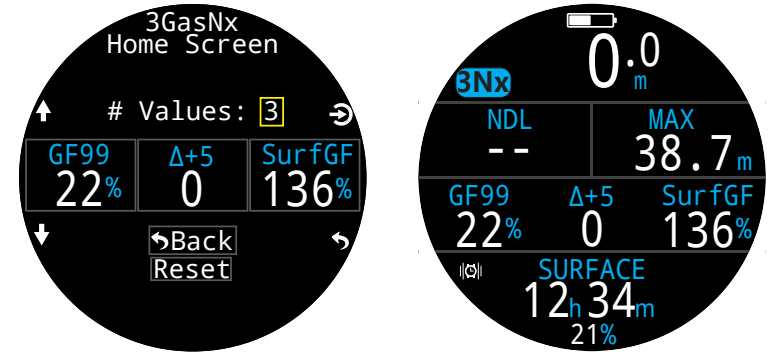 3GasNx
Home Screen
# Values: 3
GF99 Δ+5 SurfGF
22% 0 136%
Back
Reset
0.0
m
3Nx
NDL MAX
-- 38.7m
GF99 Δ+5 SurfGF
22% 0 136%
SURFACE
12h34m
21%